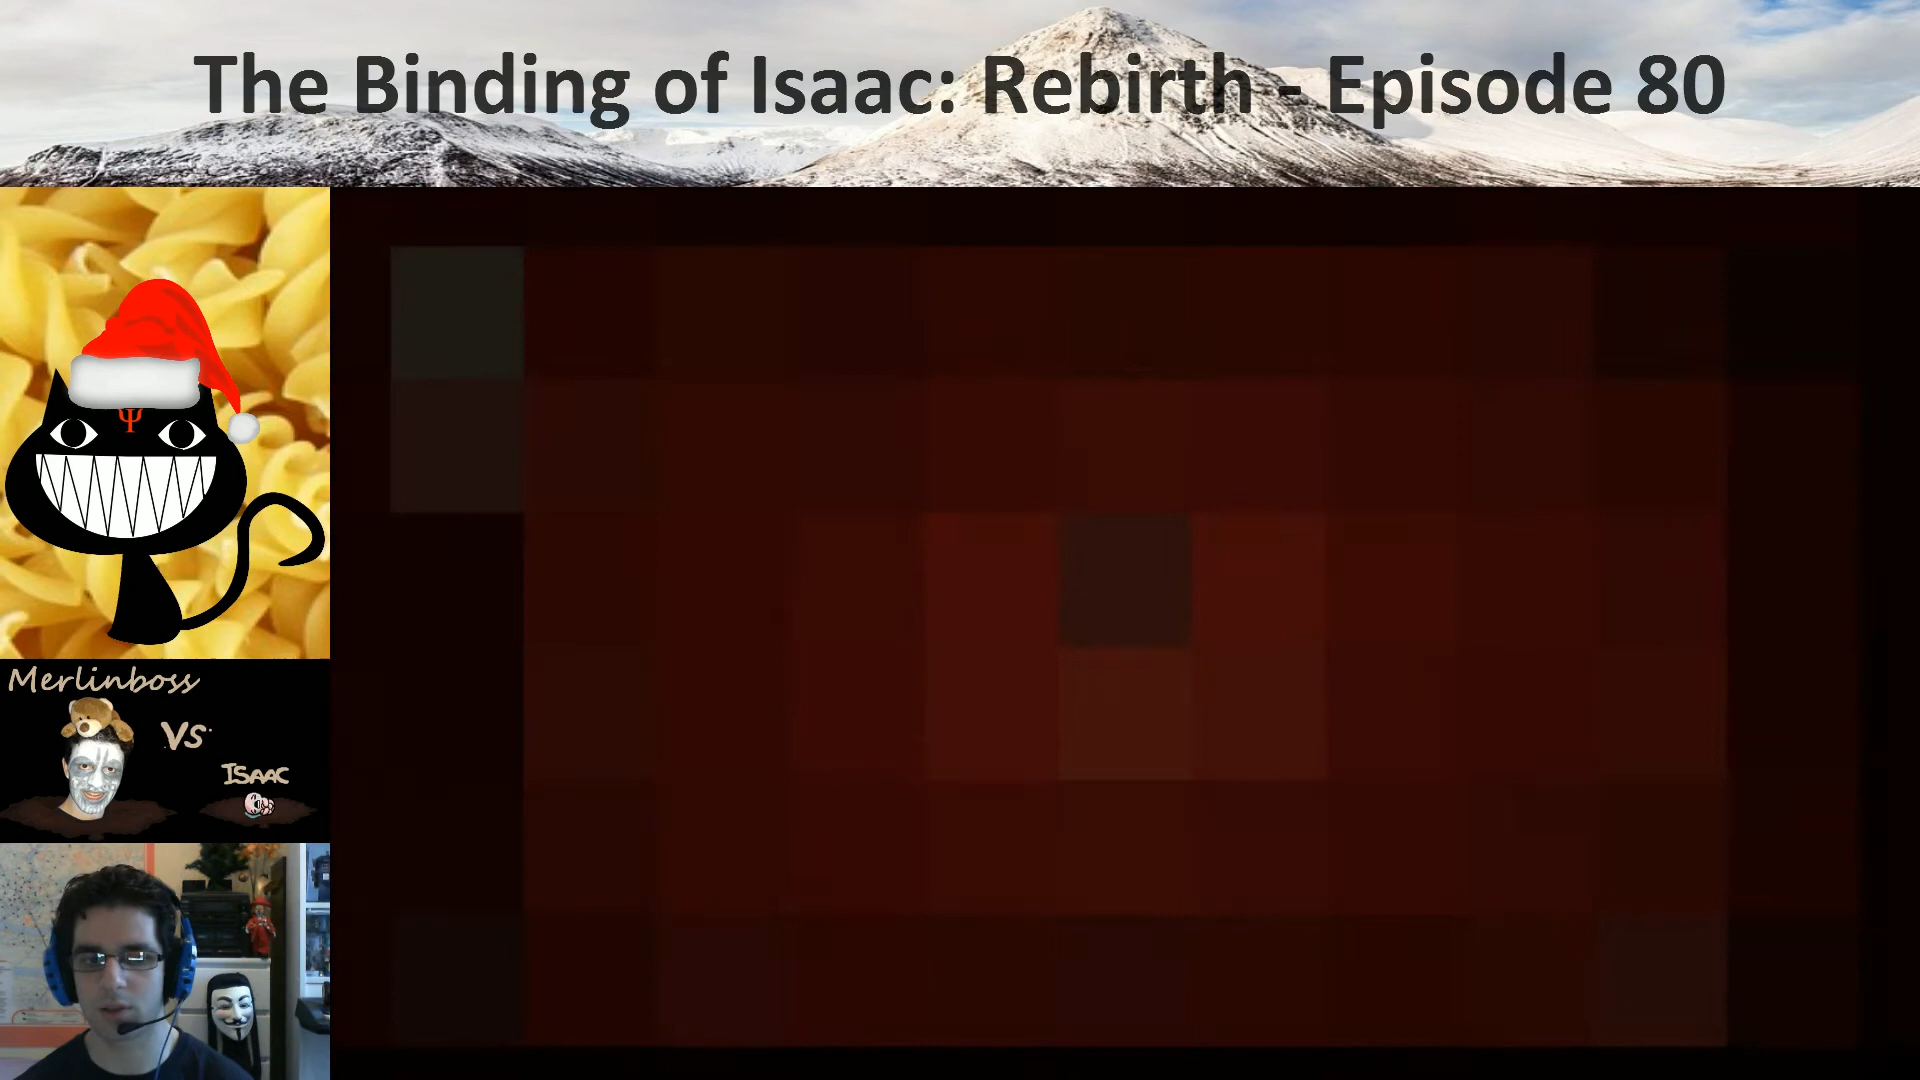 The Binding of Isaac: Rebirth - Episode 80
Ψ
Merlinboss
VS
ISAAC